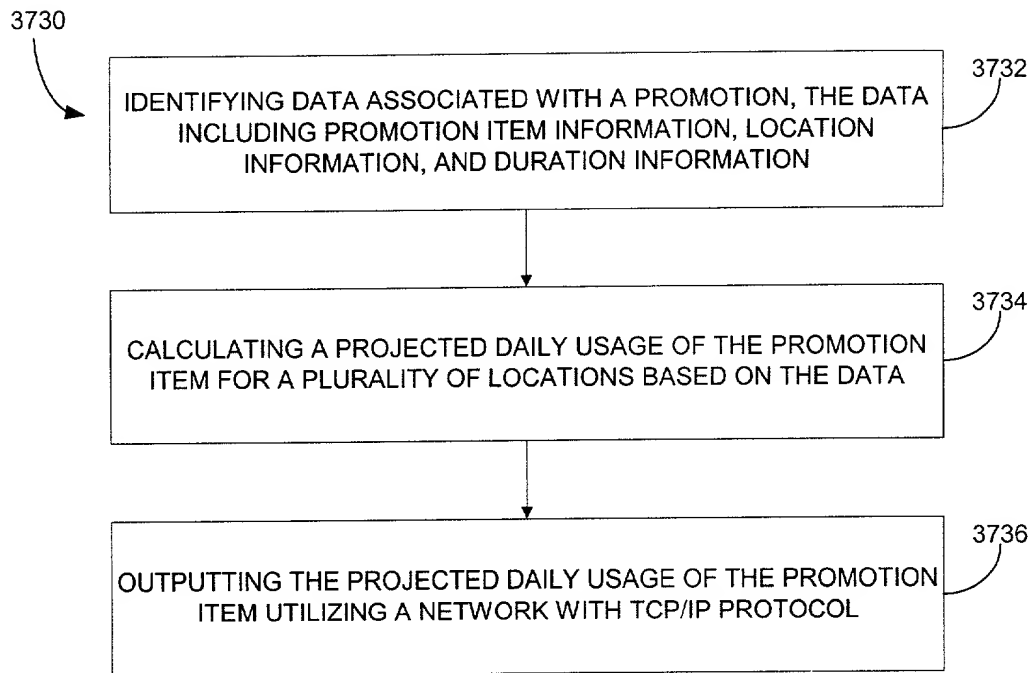 3730
3732
IDENTIFYING DATA ASSOCIATED WITH A PROMOTION, THE DATA
INCLUDING PROMOTION ITEM INFORMATION, LOCATION
INFORMATION, AND DURATION INFORMATION
3734
CALCULATING A PROJECTED DAILY USAGE OF THE PROMOTION
ITEM FOR A PLURALITY OF LOCATIONS BASED ON THE DATA
3736
OUTPUTTING THE PROJECTED DAILY USAGE OF THE PROMOTION
ITEM UTILIZING A NETWORK WITH TCP/IP PROTOCOL